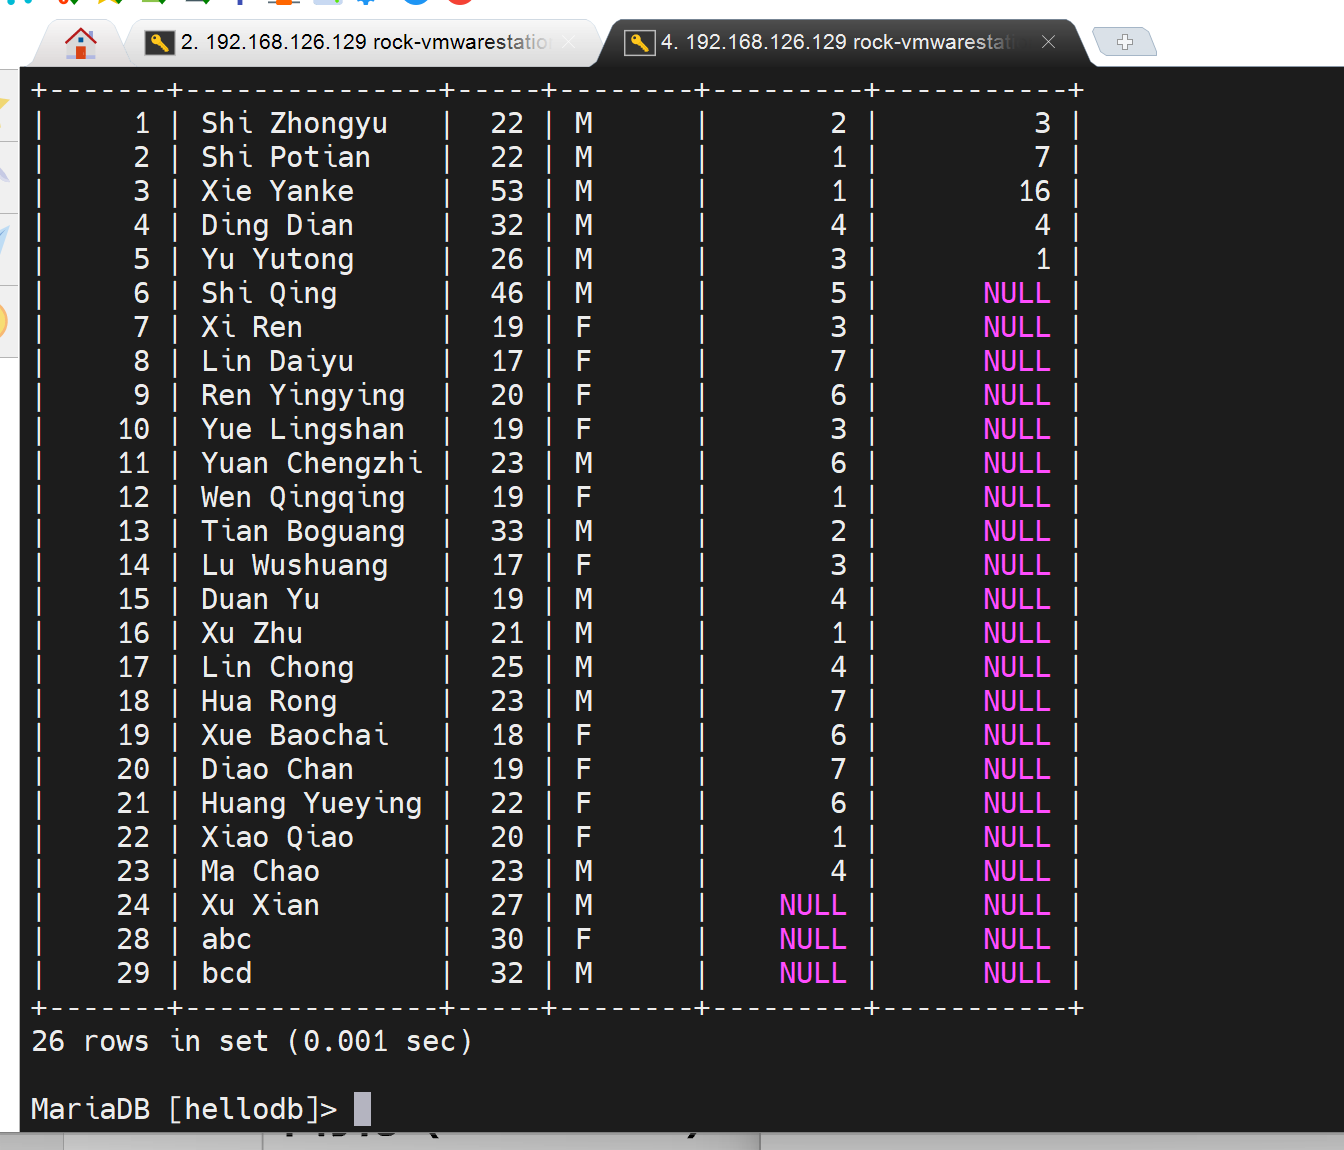 2. 192.168.126.129 rock-vmwarestatio
4. 192.168.126.129 rock-vmwarestat
+-------+---------------+-----+--------+---------+-----------+
| 1 | Shi Zhongyu | 22 | M | 2 | 3 |
| 2 | Shi Potian | 22 | M | 1 | 7 |
| 3 | Xie Yanke | 53 | M | 1 | 16 |
| 4 | Ding Dian | 32 | M | 4 | 4 |
| 5 | Yu Yutong | 26 | M | 3 | 1 |
| 6 | Shi Qing | 46 | M | 5 | NULL |
| 7 | Xi Ren | 19 | F | 3 | NULL |
| 8 | Lin Daiyu | 17 | F | 7 | NULL |
| 9 | Ren Yingying | 20 | F | 6 | NULL |
| 10 | Yue Lingshan | 19 | F | 3 | NULL |
| 11 | Yuan Chengzhi | 23 | M | 6 | NULL |
| 12 | Wen Qingqing | 19 | F | 1 | NULL |
| 13 | Tian Boguang | 33 | M | 2 | NULL |
| 14 | Lu Wushuang | 17 | F | 3 | NULL |
| 15 | Duan Yu | 19 | M | 4 | NULL |
| 16 | Xu Zhu | 21 | M | 1 | NULL |
| 17 | Lin Chong | 25 | M | 4 | NULL |
| 18 | Hua Rong | 23 | M | 7 | NULL |
| 19 | Xue Baochai | 18 | F | 6 | NULL |
| 20 | Diao Chan | 19 | F | 7 | NULL |
| 21 | Huang Yueying | 22 | F | 6 | NULL |
| 22 | Xiao Qiao | 20 | F | 1 | NULL |
| 23 | Ma Chao | 23 | M | 4 | NULL |
| 24 | Xu Xian | 27 | M | NULL | NULL |
| 28 | abc | 30 | F | NULL | NULL |
| 29 | bcd | 32 | M | NULL | NULL |
+-------+---------------+-----+--------+---------+-----------+
26 rows in set (0.001 sec)
MariaDB [hellodb]>